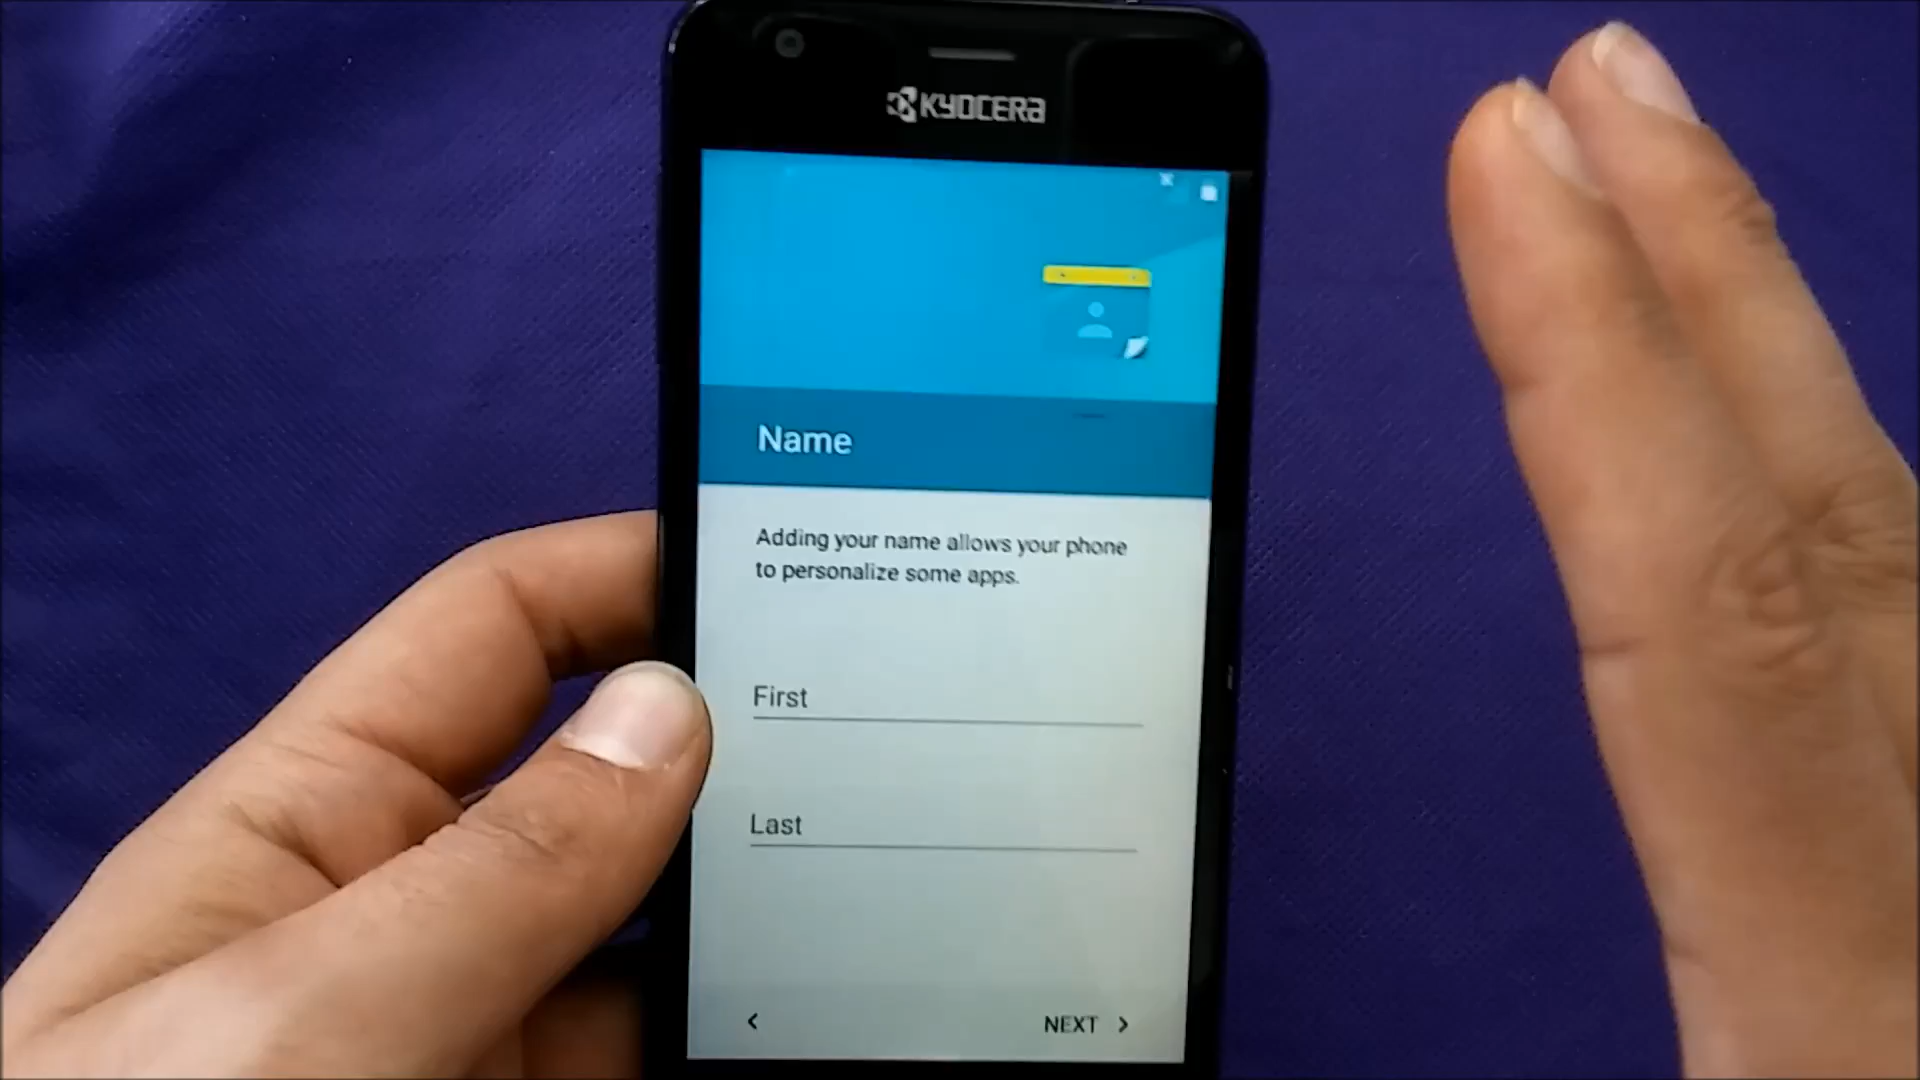 KYOCERA
Name
Adding your name allows your phone
to personalize some apps.
First
Last
NEXT